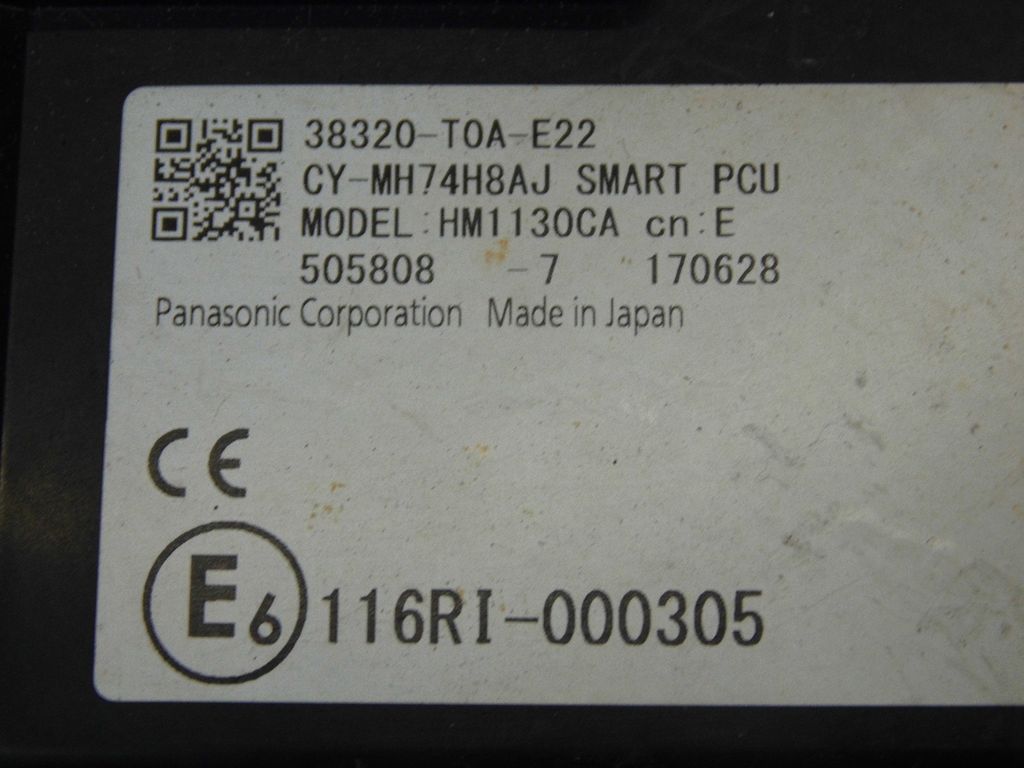 38320-T0A-E22
CY-MH74H8AJ SMART PCU
MODEL:HM1130CA cn:E
505808 -7 170628
Panasonic Corporation Made in Japan
CE
E6 116RI-000305